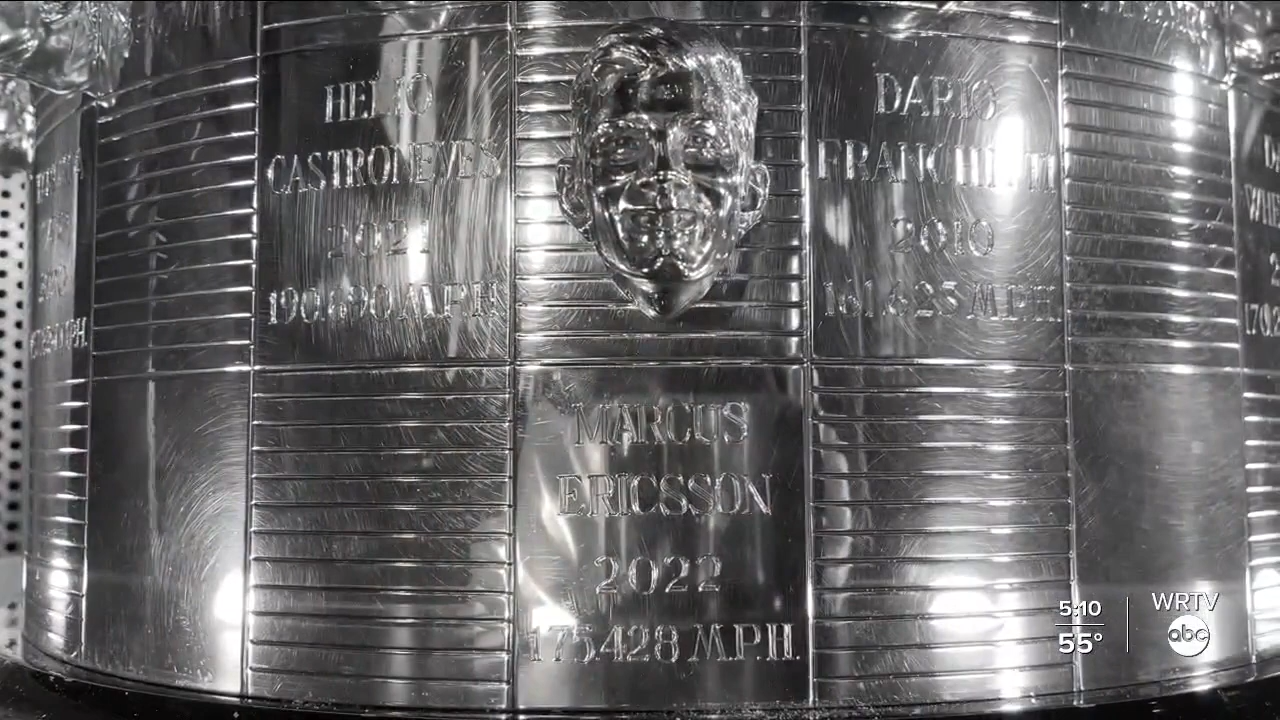 HELIO
CASTRONEVES
2021
190.690 M.P.H.
DARIO
FRANCHITTI
2010
161.623 M.P.H.
MARCUS
ERICSSON
2022
175.428 M.P.H.
5:10
55°
WRTV
abc